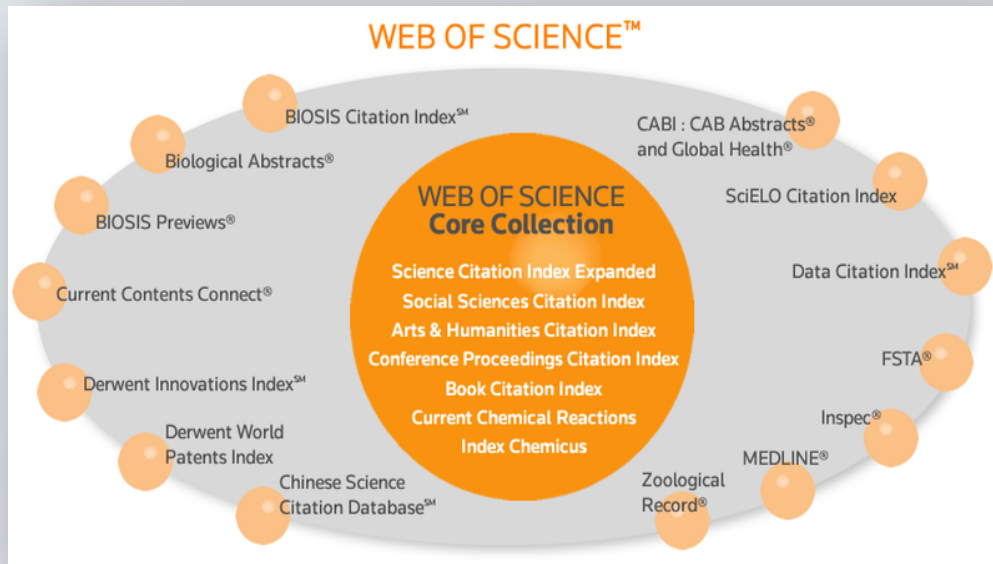 WEB OF SCIENCE™
BIOSIS Citation Index℠
Biological Abstracts®
BIOSIS Previews®
Current Contents Connect®
Derwent Innovations Index℠
Derwent World
Patents Index
Chinese Science
Citation Database℠
WEB OF SCIENCE
Core Collection
Science Citation Index Expanded
Social Sciences Citation Index
Arts & Humanities Citation Index
Conference Proceedings Citation Index
Book Citation Index
Current Chemical Reactions
Index Chemicus
CABI : CAB Abstracts®
and Global Health®
SciELO Citation Index
Data Citation Index℠
FSTA®
Inspec®
MEDLINE®
Zoological
Record®